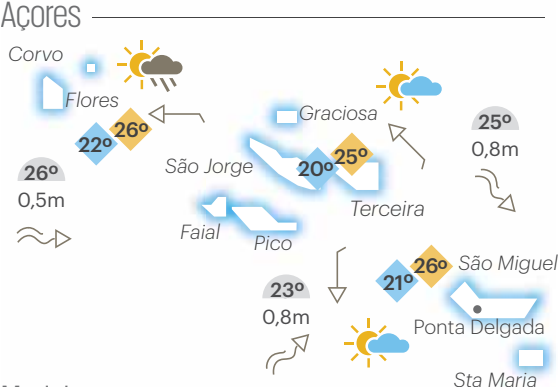 Açores
Corvo
Flores
22º 26º
26º
0,5m
Graciosa
São Jorge
20º 25º
Terceira
Faial
Pico
25º
0,8m
23º
0,8m
21º 26º
São Miguel
Ponta Delgada
Sta Maria